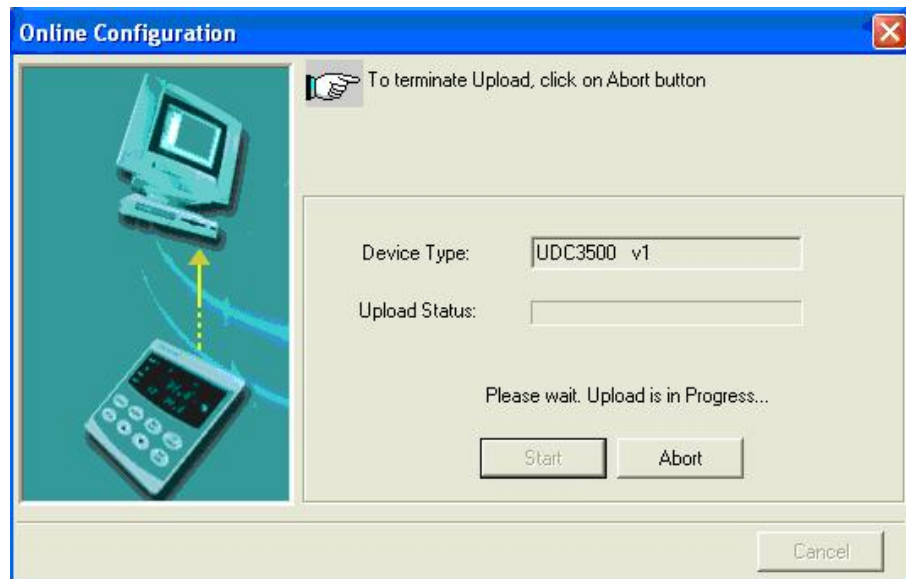 Online Configuration
To terminate Upload, click on Abort button
Device Type:
UDC3500 v1
Upload Status:
Please wait. Upload is in Progress...
Start
Abort
Cancel